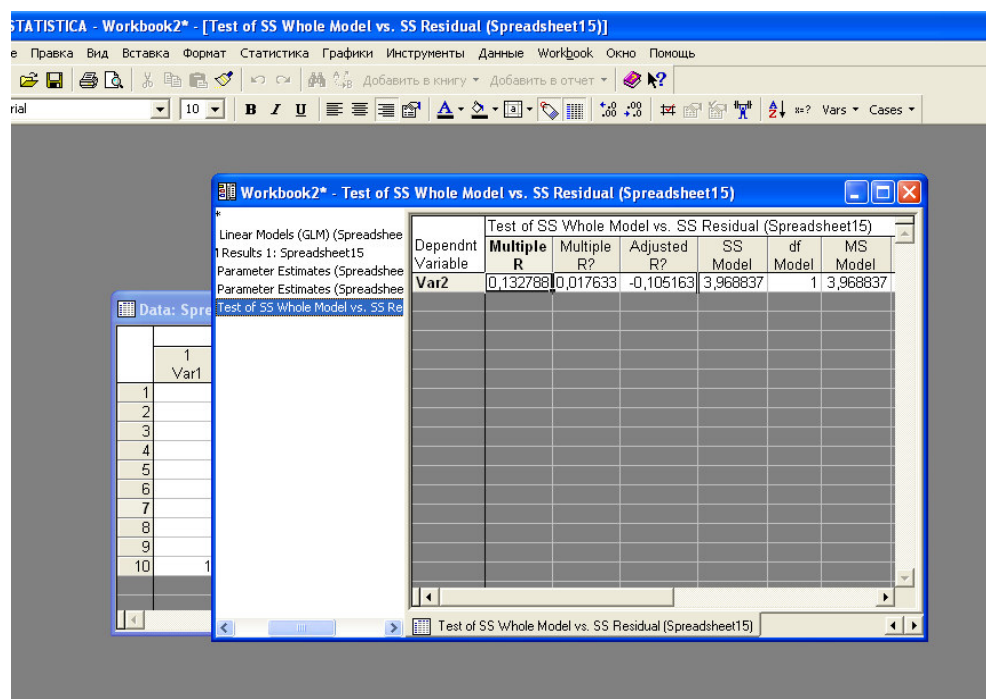 STATISTICA - Workbook2* - [Test of SS Whole Model vs. SS Residual (Spreadsheet15)]
Правка Вид Вставка Формат Статистика Графики Инструменты Данные Workbook Окно Помощь
Добавить в книгу Добавить в отчет
rial 10 B I U Vars Cases
Workbook2* - Test of SS Whole Model vs. SS Residual (Spreadsheet15)
*
Linear Models (GLM) (Spreadshee
Results 1: Spreadsheet15
Parameter Estimates (Spreadshee
Parameter Estimates (Spreadshee
Test of SS Whole Model vs. SS Re
Test of SS Whole Model vs. SS Residual (Spreadsheet15)
Dependnt Multiple Multiple Adjusted SS df MS
Variable R R? R? Model Model Model
Var2 0,132788 0,017633 -0,105163 3,968837 1 3,968837
Data: Spre
1
Var1
1
2
3
4
5
6
7
8
9
10 1
Test of SS Whole Model vs. SS Residual (Spreadsheet15)